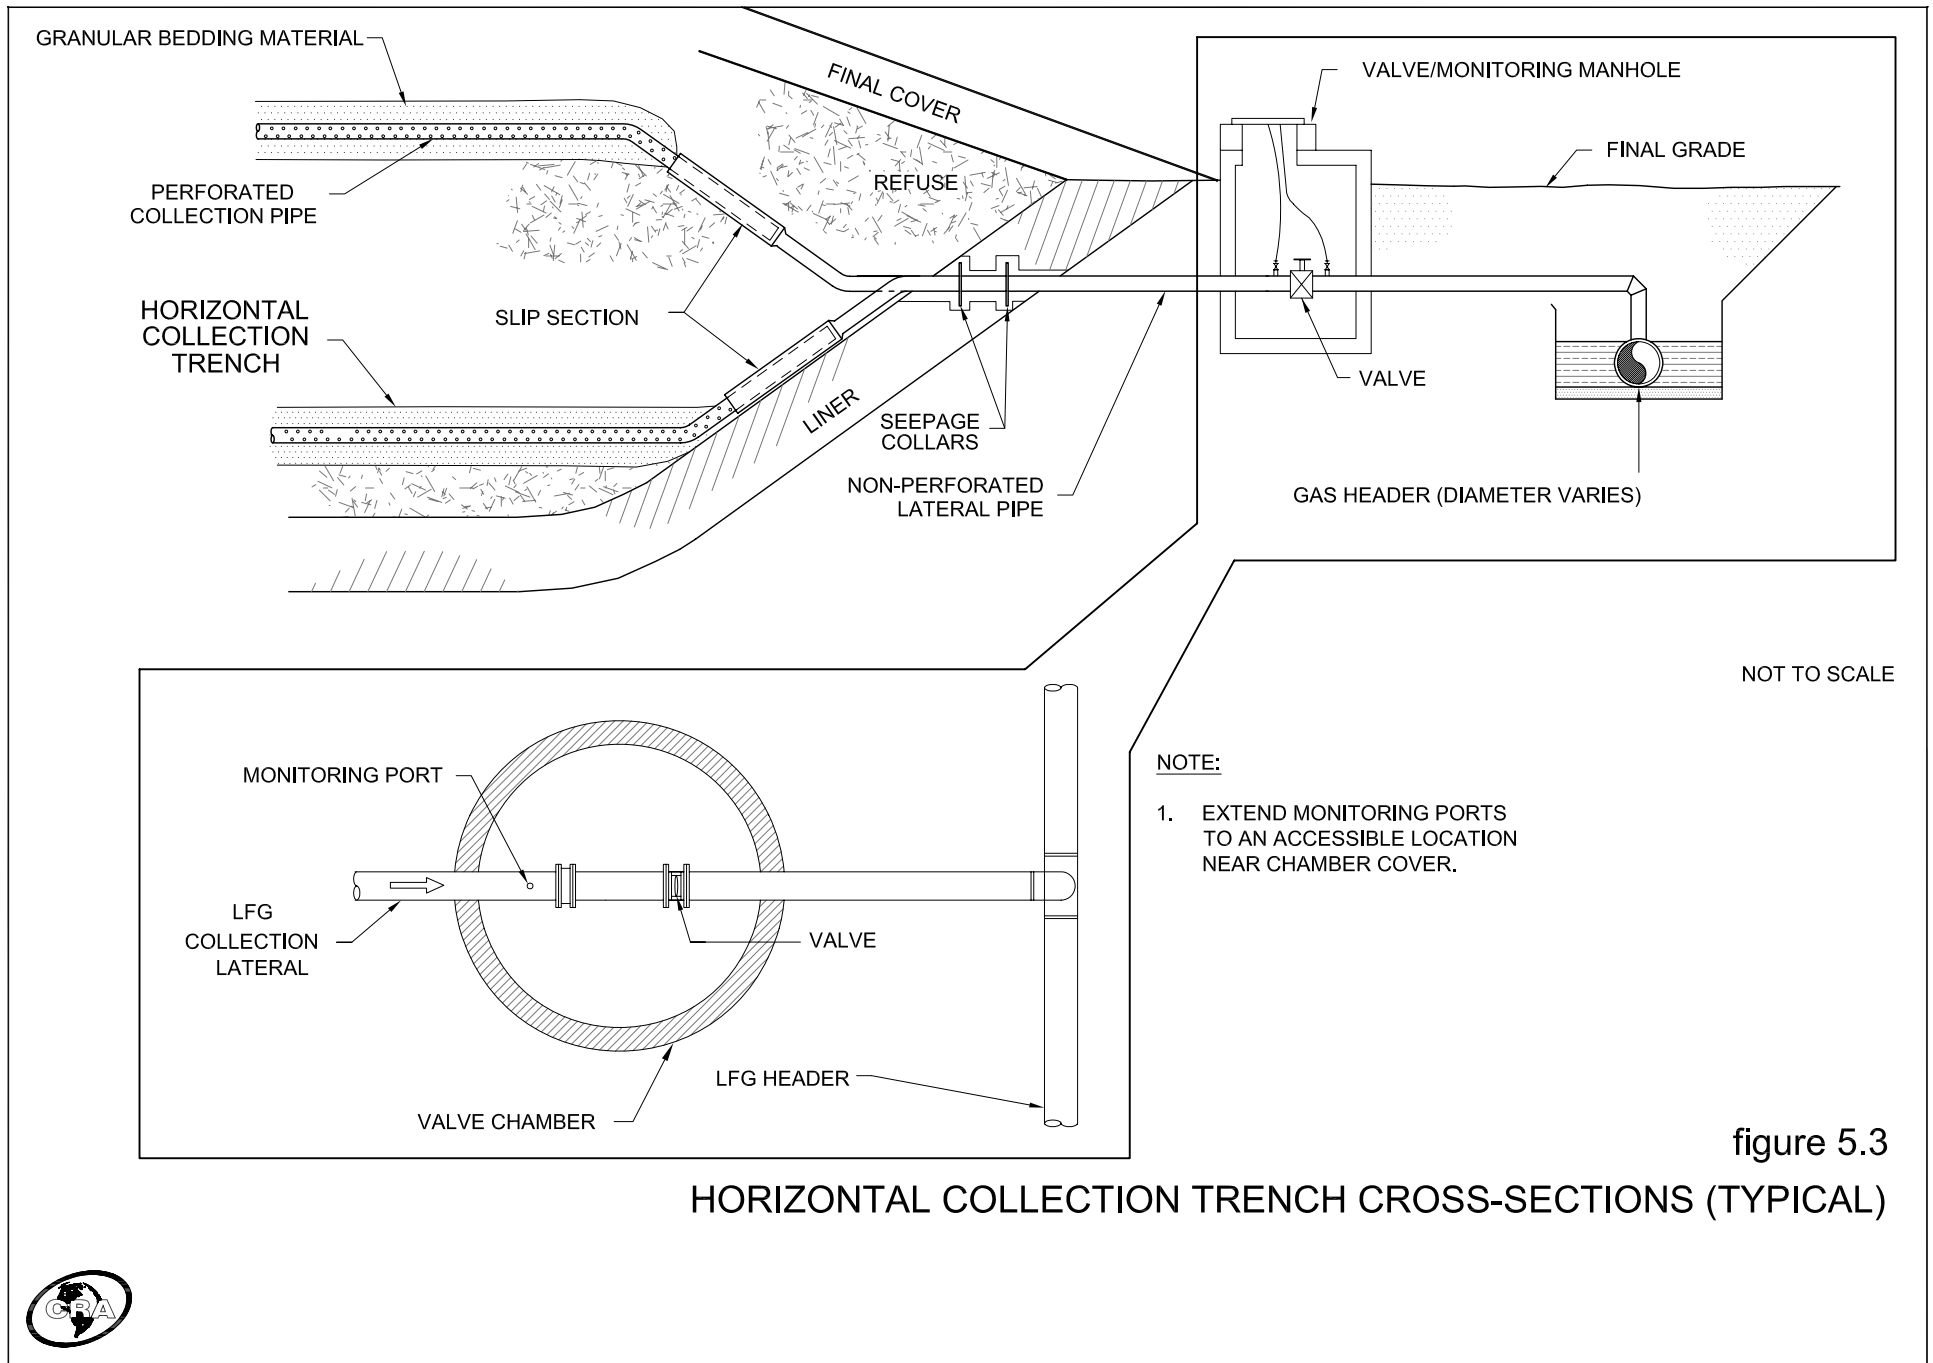 GRANULAR BEDDING MATERIAL
FINAL COVER
VALVE/MONITORING MANHOLE
FINAL GRADE
REFUSE
PERFORATED
COLLECTION PIPE
HORIZONTAL
COLLECTION
TRENCH
SLIP SECTION
LINER
SEEPAGE
COLLARS
VALVE
NON-PERFORATED
LATERAL PIPE
GAS HEADER (DIAMETER VARIES)
NOT TO SCALE
MONITORING PORT
LFG
COLLECTION
LATERAL
VALVE
LFG HEADER
VALVE CHAMBER
NOTE:
1. EXTEND MONITORING PORTS
TO AN ACCESSIBLE LOCATION
NEAR CHAMBER COVER.
figure 5.3
HORIZONTAL COLLECTION TRENCH CROSS-SECTIONS (TYPICAL)
CRA